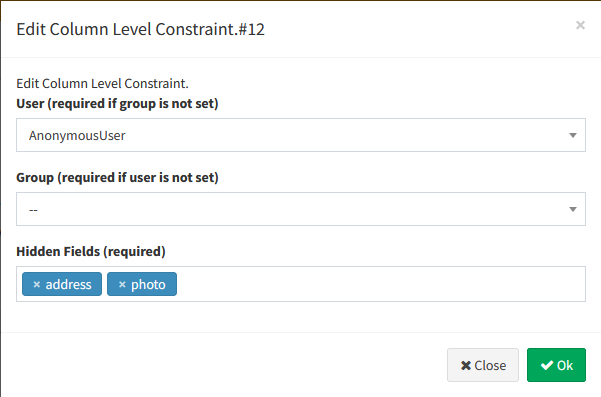 Edit Column Level Constraint.#12
×
Edit Column Level Constraint.
User (required if group is not set)
AnonymousUser
Group (required if user is not set)
--
Hidden Fields (required)
× address × photo
✖ Close ✔ Ok